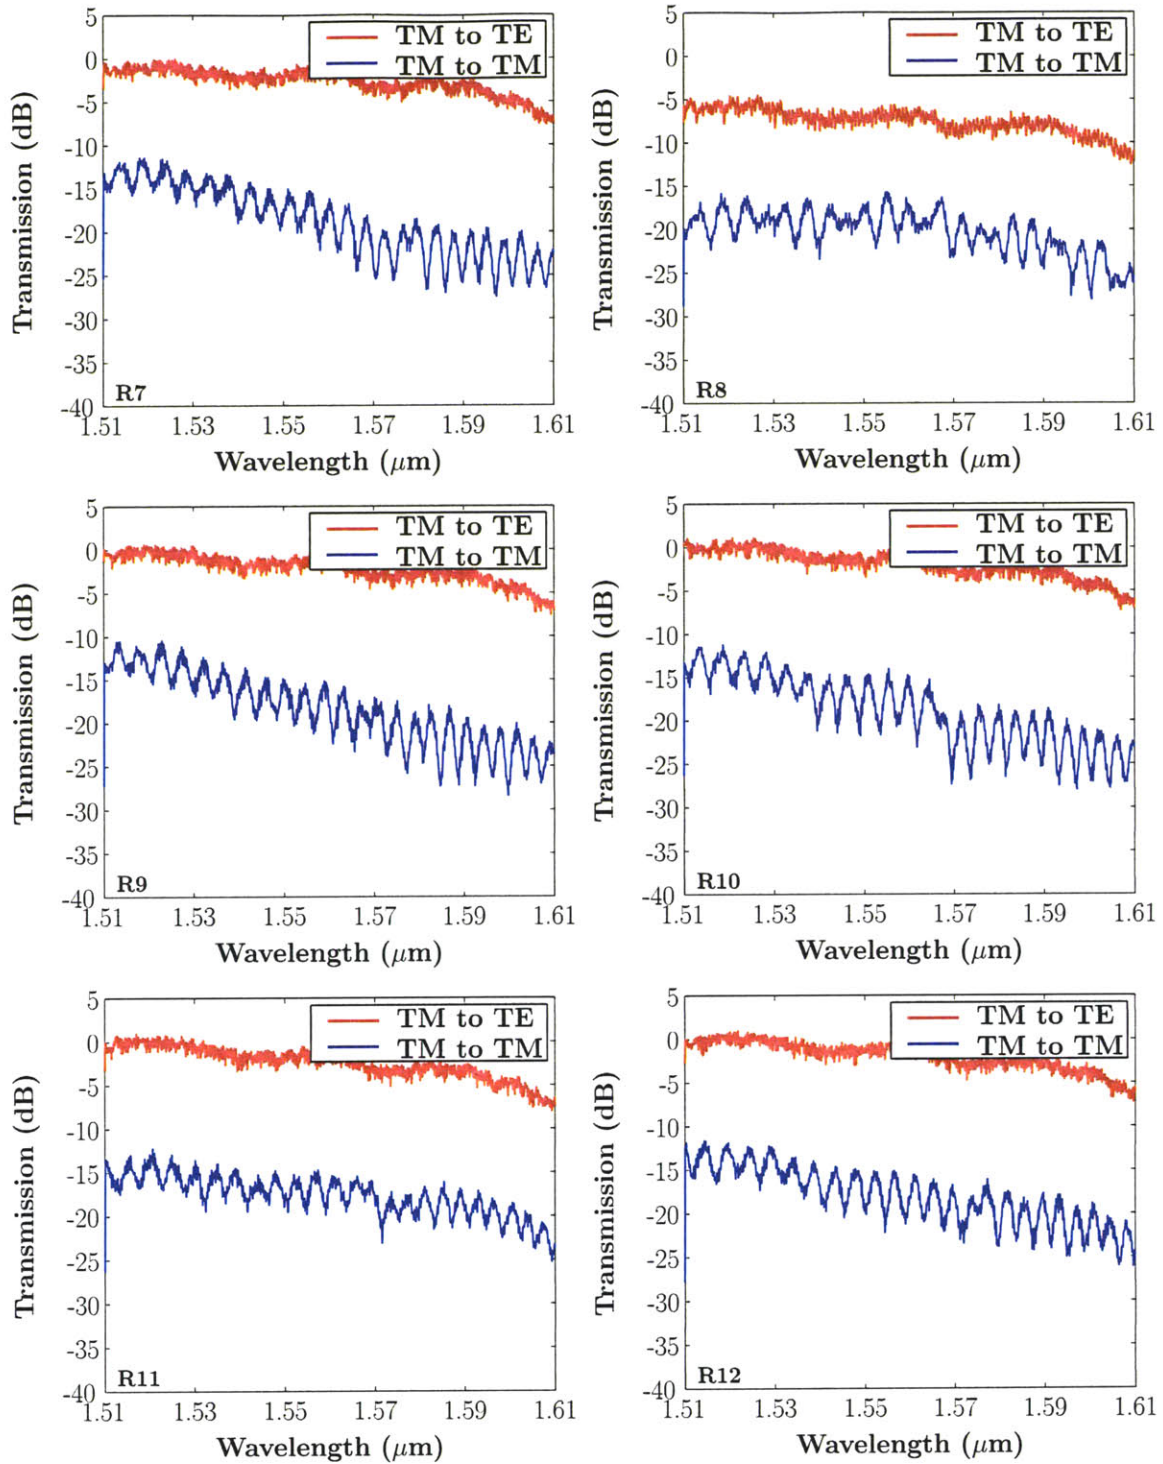 5
0
-5
-10
-15
-20
-25
-30
-35
-40
Transmission (dB)
TM to TE
TM to TM
R7
1.51 1.53 1.55 1.57 1.59 1.61
Wavelength (μm)
5
0
-5
-10
-15
-20
-25
-30
-35
-40
Transmission (dB)
TM to TE
TM to TM
R8
1.51 1.53 1.55 1.57 1.59 1.61
Wavelength (μm)
5
0
-5
-10
-15
-20
-25
-30
-35
-40
Transmission (dB)
TM to TE
TM to TM
R9
1.51 1.53 1.55 1.57 1.59 1.61
Wavelength (μm)
5
0
-5
-10
-15
-20
-25
-30
-35
-40
Transmission (dB)
TM to TE
TM to TM
R10
1.51 1.53 1.55 1.57 1.59 1.61
Wavelength (μm)
5
0
-5
-10
-15
-20
-25
-30
-35
-40
Transmission (dB)
TM to TE
TM to TM
R11
1.51 1.53 1.55 1.57 1.59 1.61
Wavelength (μm)
5
0
-5
-10
-15
-20
-25
-30
-35
-40
Transmission (dB)
TM to TE
TM to TM
R12
1.51 1.53 1.55 1.57 1.59 1.61
Wavelength (μm)